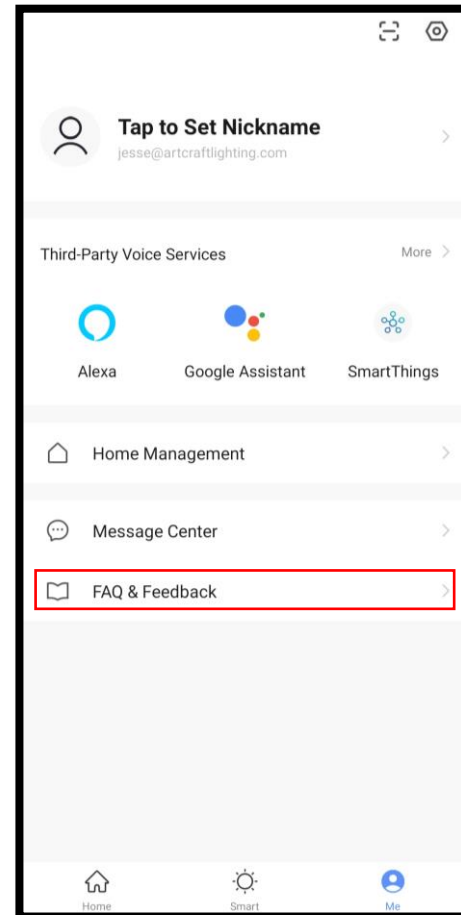 Tap to Set Nickname
jesse@artcraftlighting.com
Third-Party Voice Services More
Alexa Google Assistant SmartThings
Home Management
Message Center
FAQ & Feedback
Home Smart Me